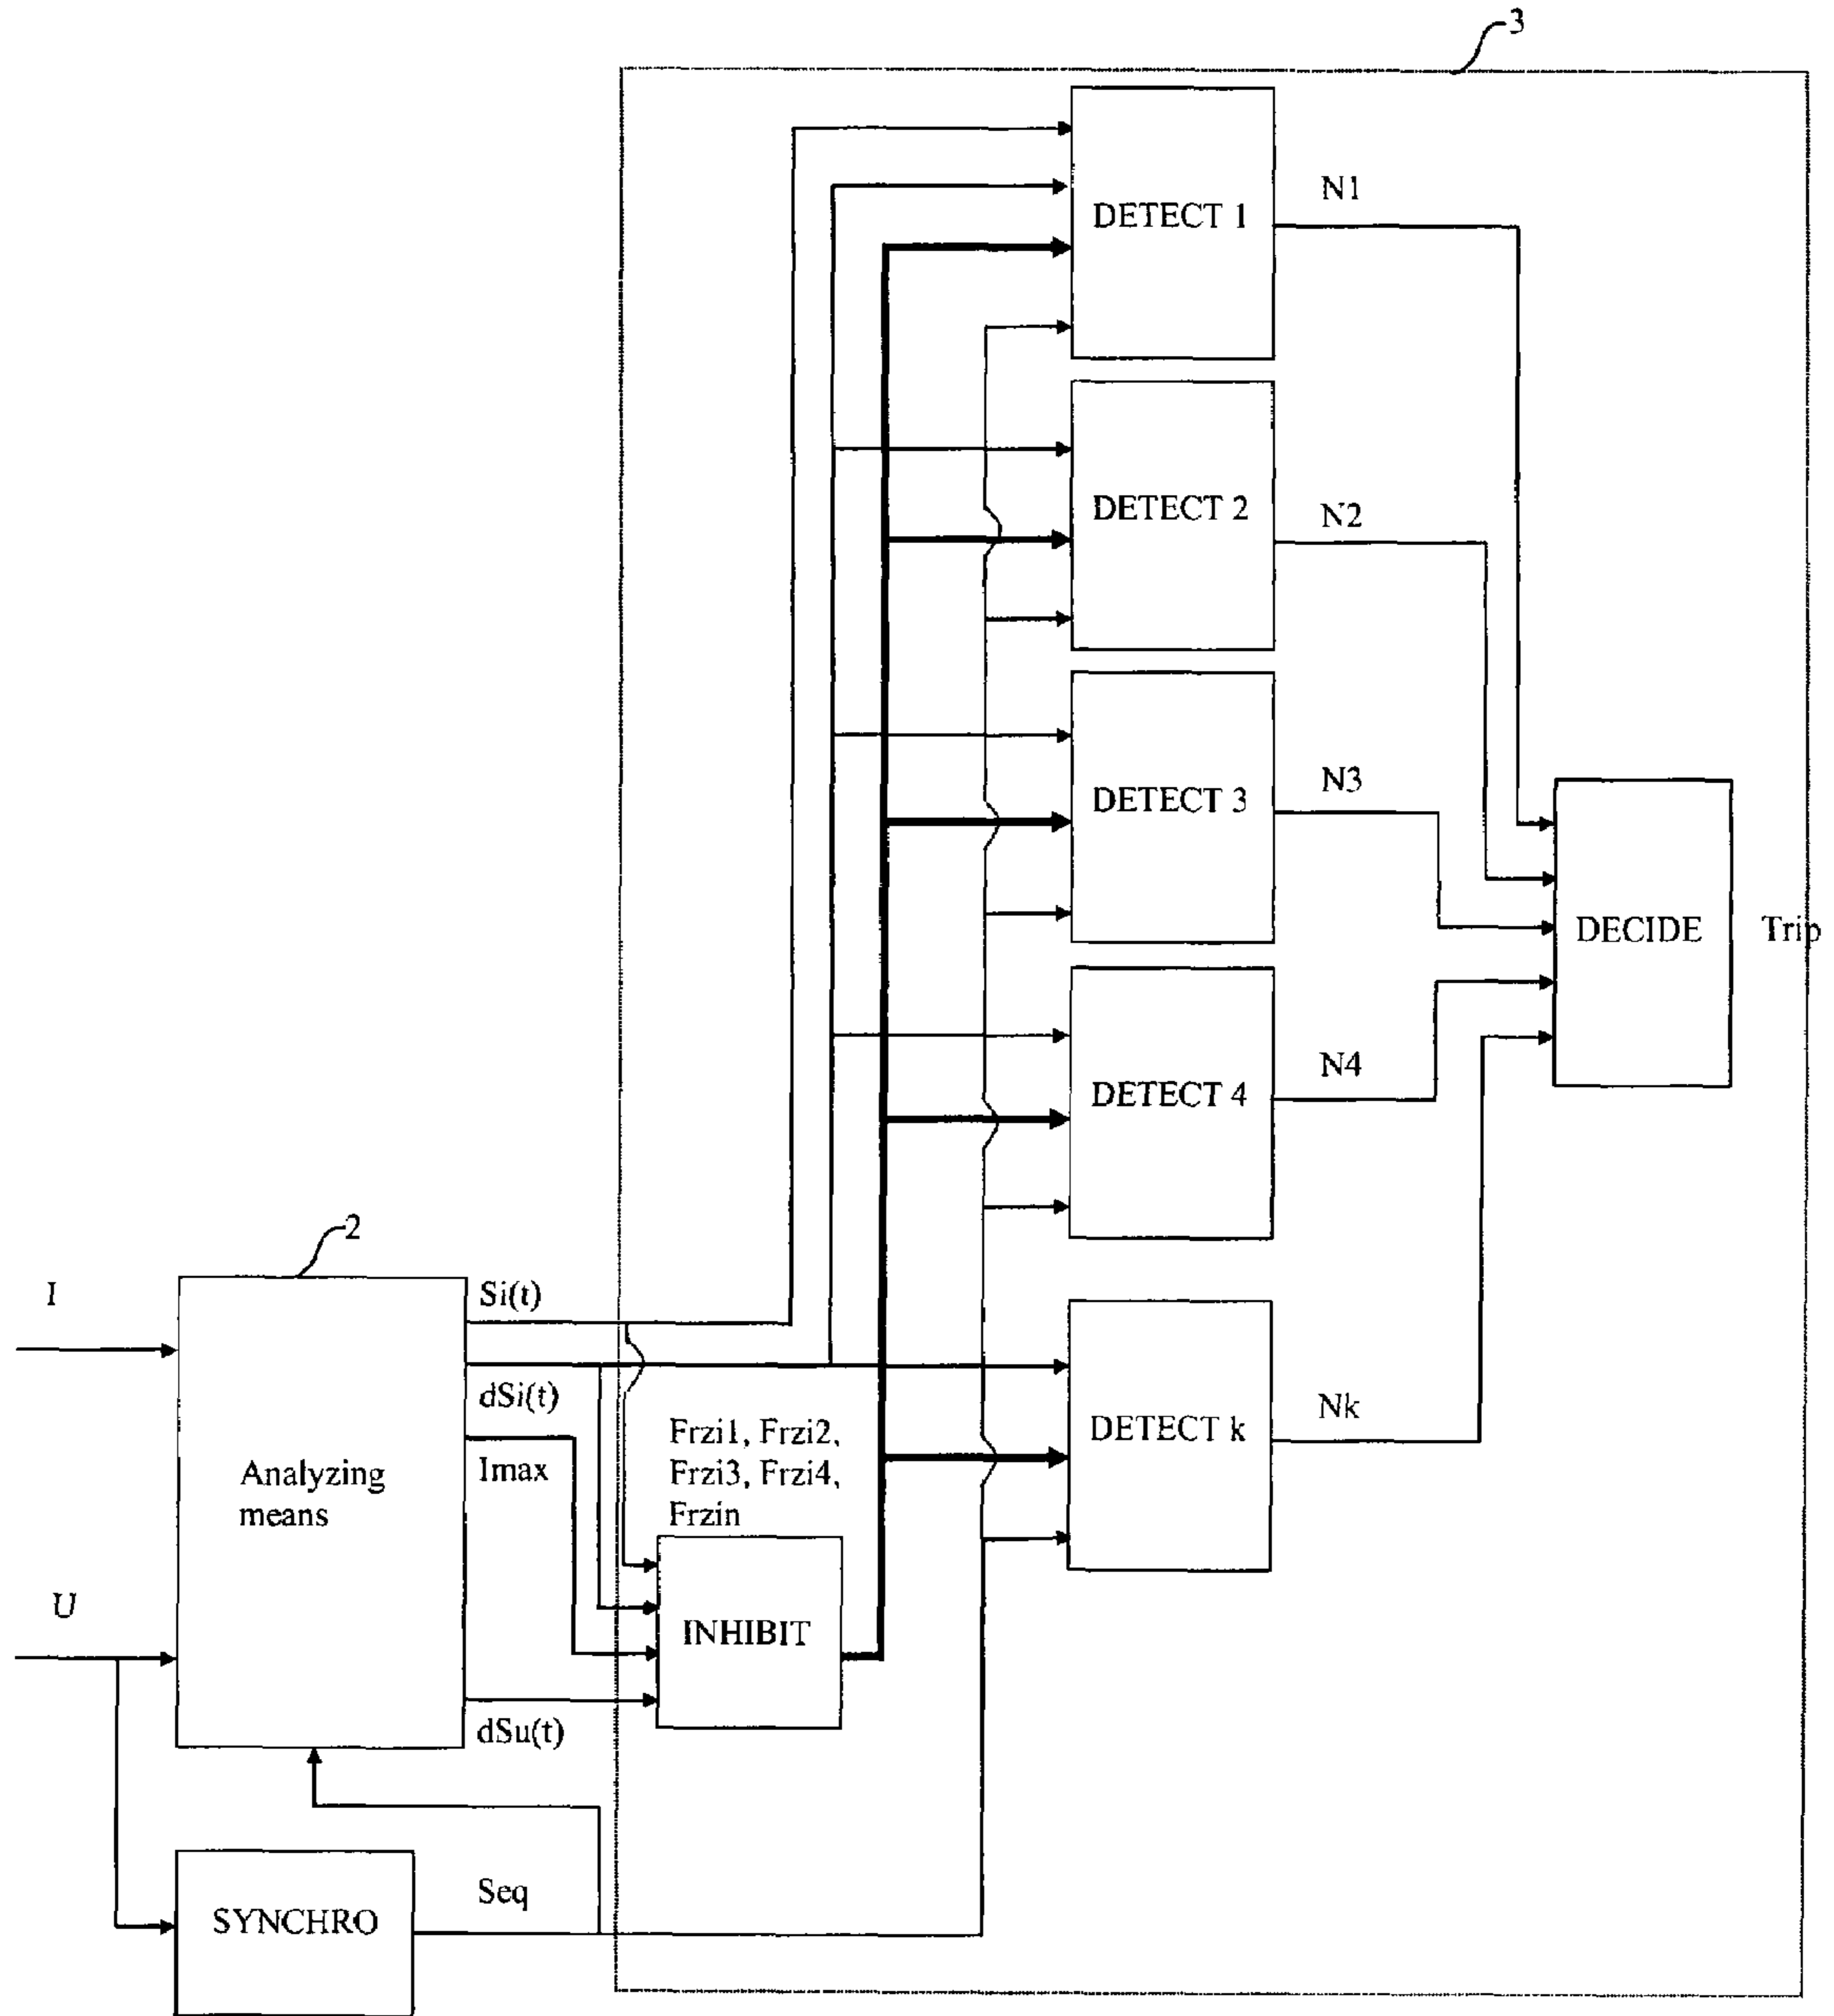 3
DETECT 1
N1
DETECT 2
N2
DETECT 3
N3
DECIDE
Trip
DETECT 4
N4
2
I
Si(t)
dSi(t)
Imax
Analyzing
means
Frzi1, Frzi2,
Frzi3, Frzi4,
Frzin
DETECT k
Nk
U
INHIBIT
dSu(t)
Seq
SYNCHRO